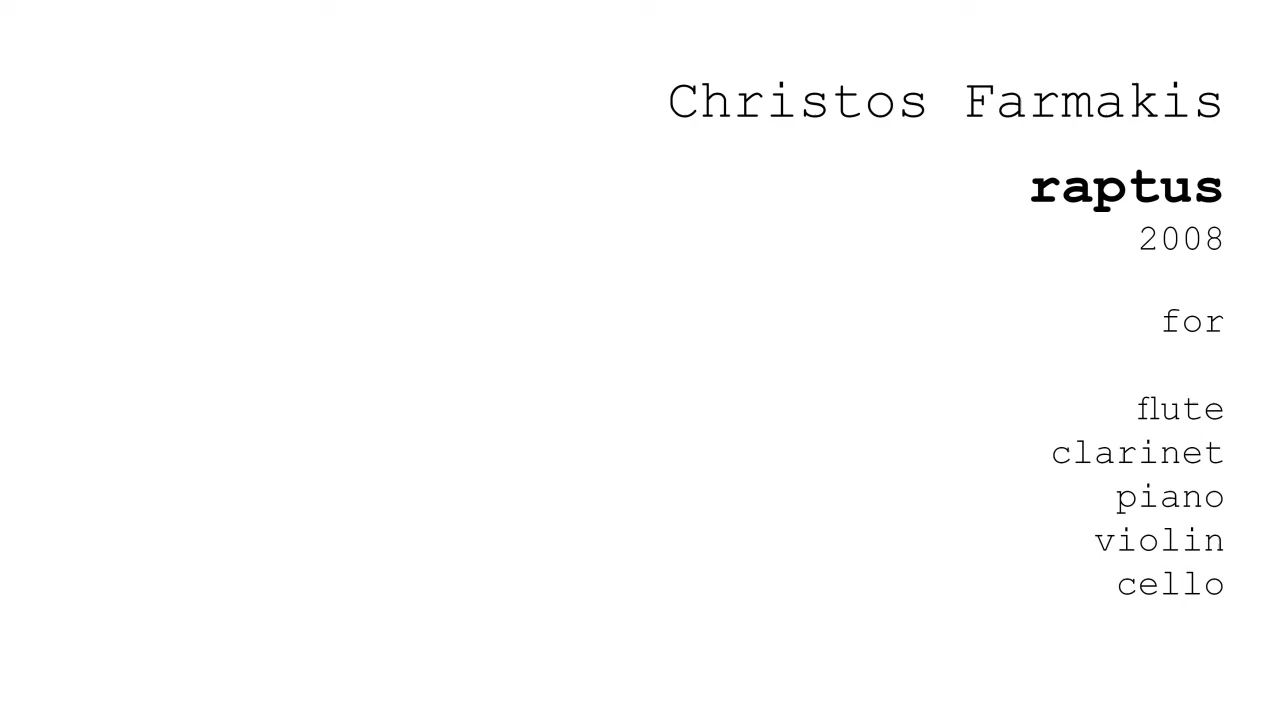 Christos Farmakis
raptus
2008
for
flute
clarinet
piano
violin
cello